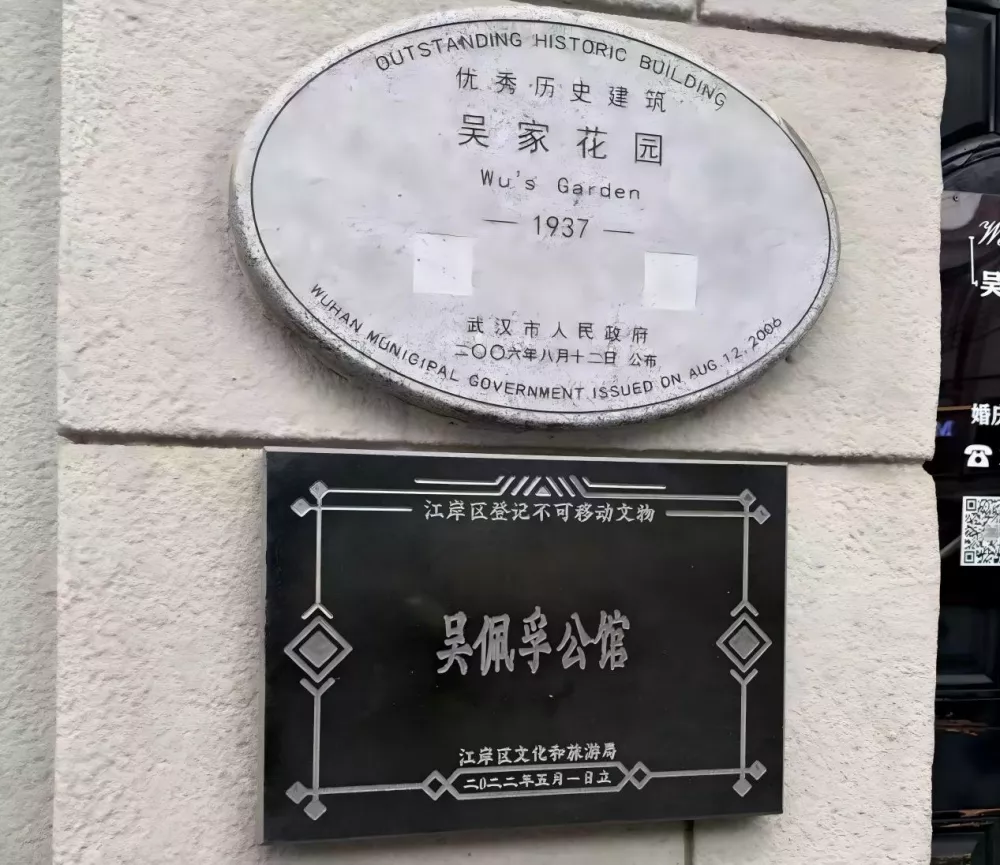 OUTSTANDING HISTORIC BUILDING
优秀历史建筑
吴家花园
Wu's Garden
— 1937 —
武汉市人民政府
二〇〇六年八月十二日 公布
WUHAN MUNICIPAL GOVERNMENT ISSUED ON AUG.12,2006
江岸区登记不可移动文物
吴佩孚公馆
江岸区文化和旅游局
二0二二年五月一日立
吴
婚庆
M